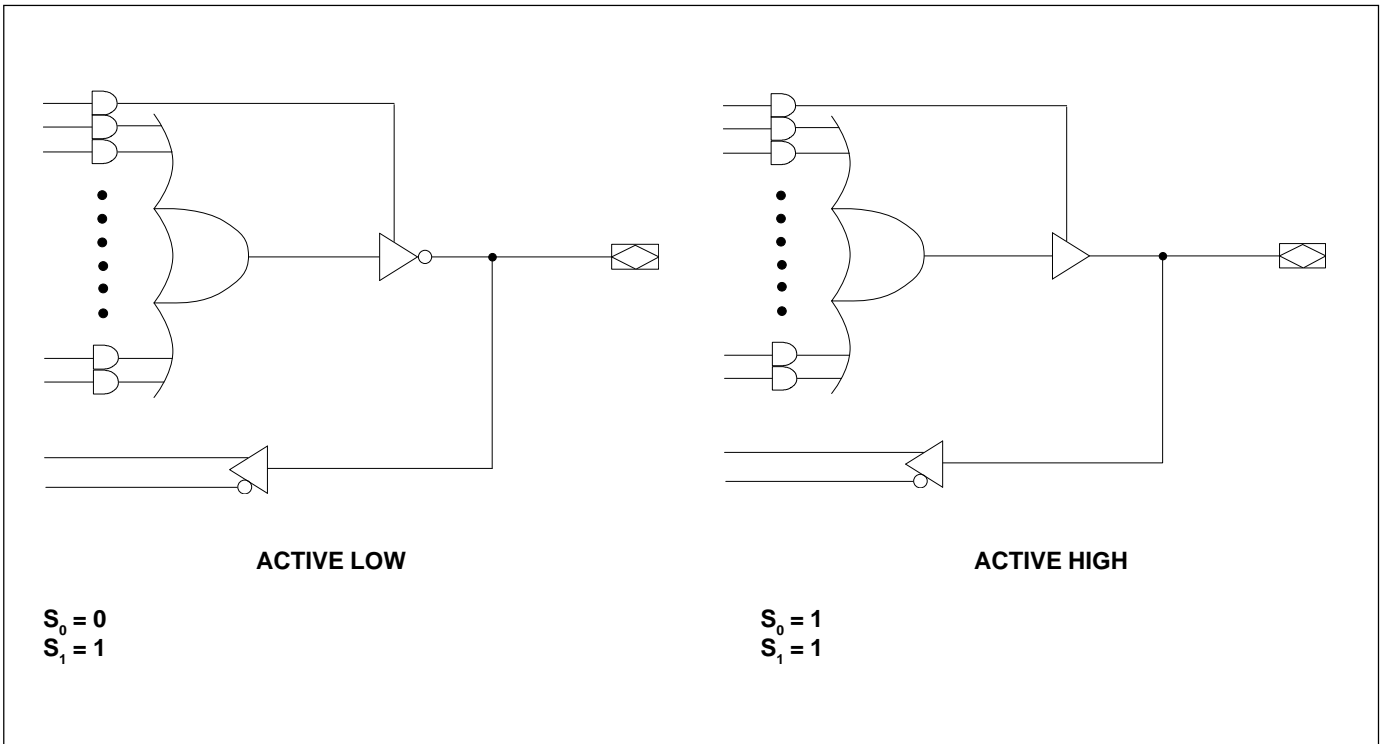 ACTIVE LOW
ACTIVE HIGH
S₀ = 0
S₁ = 1
S₀ = 1
S₁ = 1